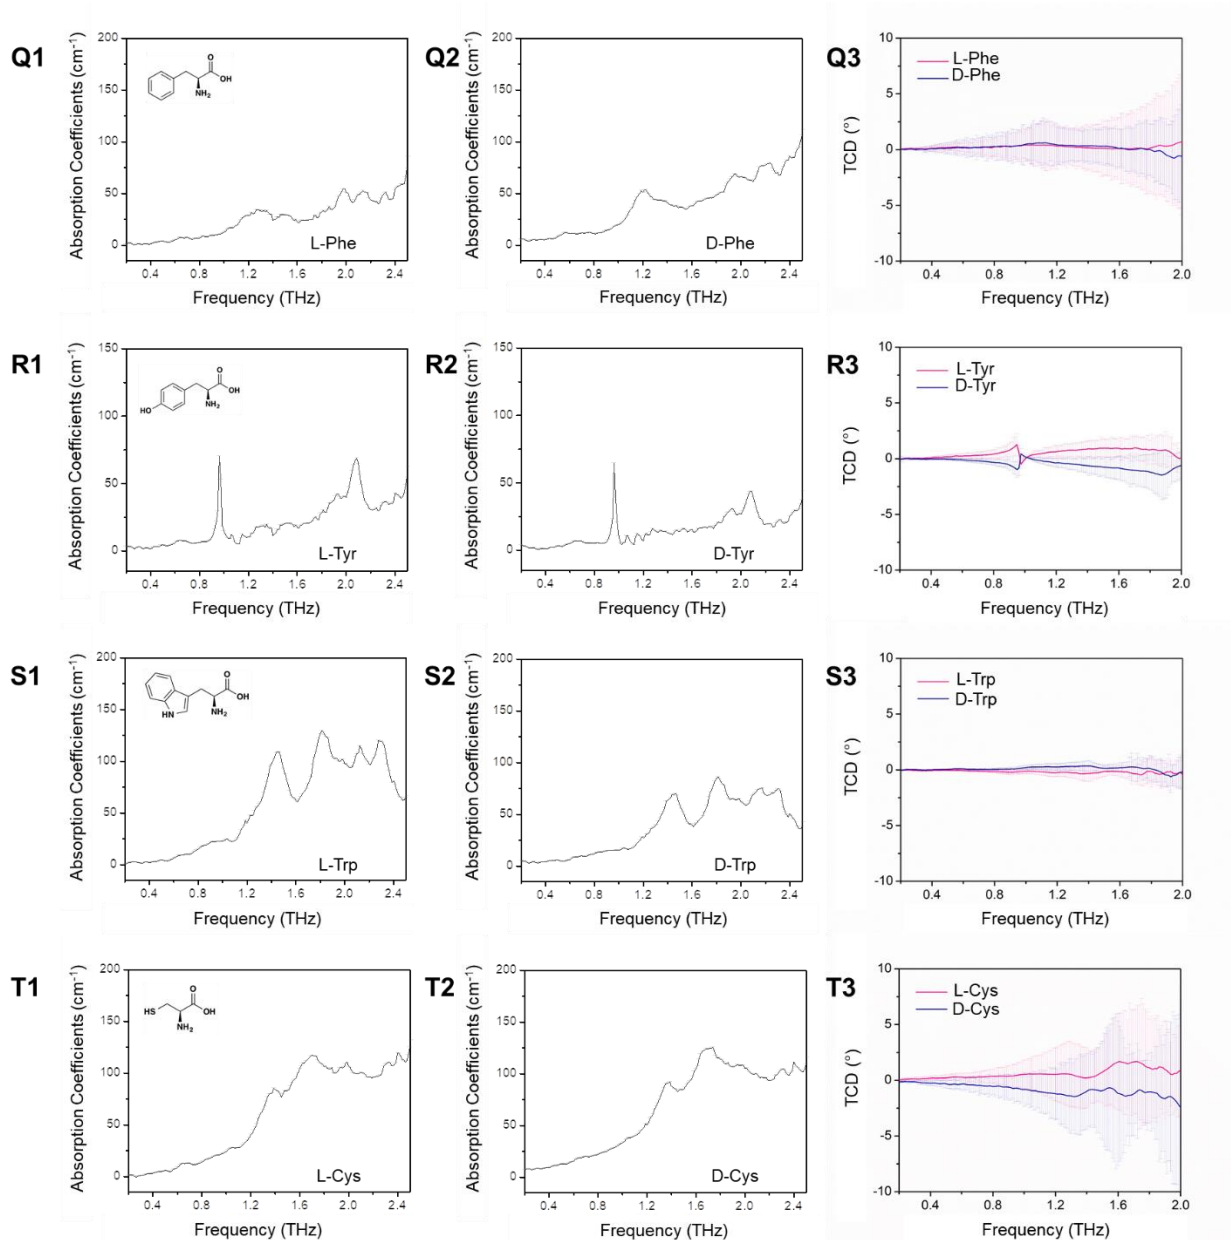 Q1
Absorption Coefficients (cm⁻¹)
200
150
100
50
0
O
OH
NH₂
L-Phe
0.4 0.8 1.2 1.6 2.0 2.4
Frequency (THz)
Q2
Absorption Coefficients (cm⁻¹)
200
150
100
50
0
D-Phe
0.4 0.8 1.2 1.6 2.0 2.4
Frequency (THz)
Q3
TCD (°)
10
5
0
-5
-10
L-Phe
D-Phe
0.4 0.8 1.2 1.6 2.0
Frequency (THz)
R1
Absorption Coefficients (cm⁻¹)
150
100
50
0
O
OH
NH₂
HO
L-Tyr
0.4 0.8 1.2 1.6 2.0 2.4
Frequency (THz)
R2
Absorption Coefficients (cm⁻¹)
150
100
50
0
D-Tyr
0.4 0.8 1.2 1.6 2.0 2.4
Frequency (THz)
R3
TCD (°)
10
5
0
-5
-10
L-Tyr
D-Tyr
0.4 0.8 1.2 1.6 2.0
Frequency (THz)
S1
Absorption Coefficients (cm⁻¹)
200
150
100
50
0
O
OH
NH₂
HN
L-Trp
0.4 0.8 1.2 1.6 2.0 2.4
Frequency (THz)
S2
Absorption Coefficients (cm⁻¹)
200
150
100
50
0
D-Trp
0.4 0.8 1.2 1.6 2.0 2.4
Frequency (THz)
S3
TCD (°)
10
5
0
-5
-10
L-Trp
D-Trp
0.4 0.8 1.2 1.6 2.0
Frequency (THz)
T1
Absorption Coefficients (cm⁻¹)
200
150
100
50
0
O
HS
OH
NH₂
L-Cys
0.4 0.8 1.2 1.6 2.0 2.4
Frequency (THz)
T2
Absorption Coefficients (cm⁻¹)
200
150
100
50
0
D-Cys
0.4 0.8 1.2 1.6 2.0 2.4
Frequency (THz)
T3
TCD (°)
10
5
0
-5
-10
L-Cys
D-Cys
0.4 0.8 1.2 1.6 2.0
Frequency (THz)